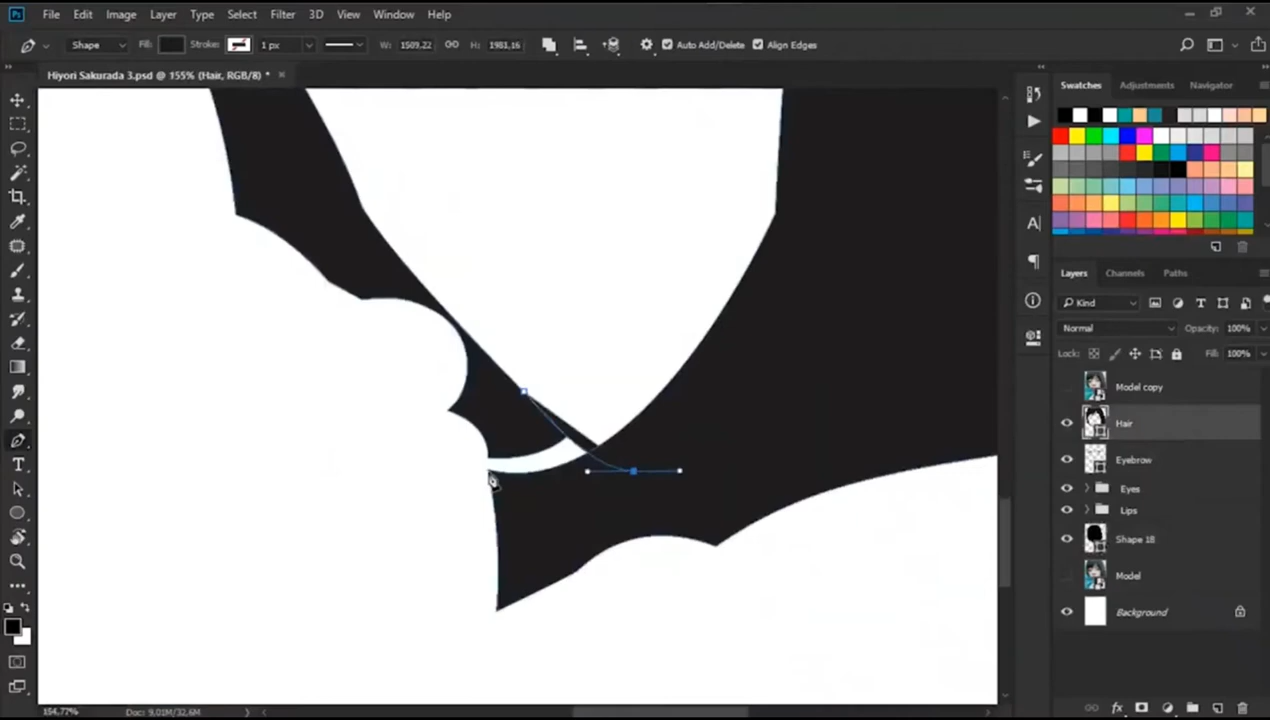 Ps File Edit Image Layer Type Select Filter 3D View Window Help
Shape Fill: Stroke: 1 px W: 1509,22 H: 1981,16 Auto Add/Delete Align Edges
Hiyori Sakurada 3.psd @ 155% (Hair, RGB/8) *
Swatches Adjustments Navigator
Layers Channels Paths
Kind
Normal Opacity: 100%
Lock: Fill: 100%
Model copy
Hair
Eyebrow
Eyes
Lips
Shape 18
Model
Background
fx
154,77% Doc: 9,01M/32,6M